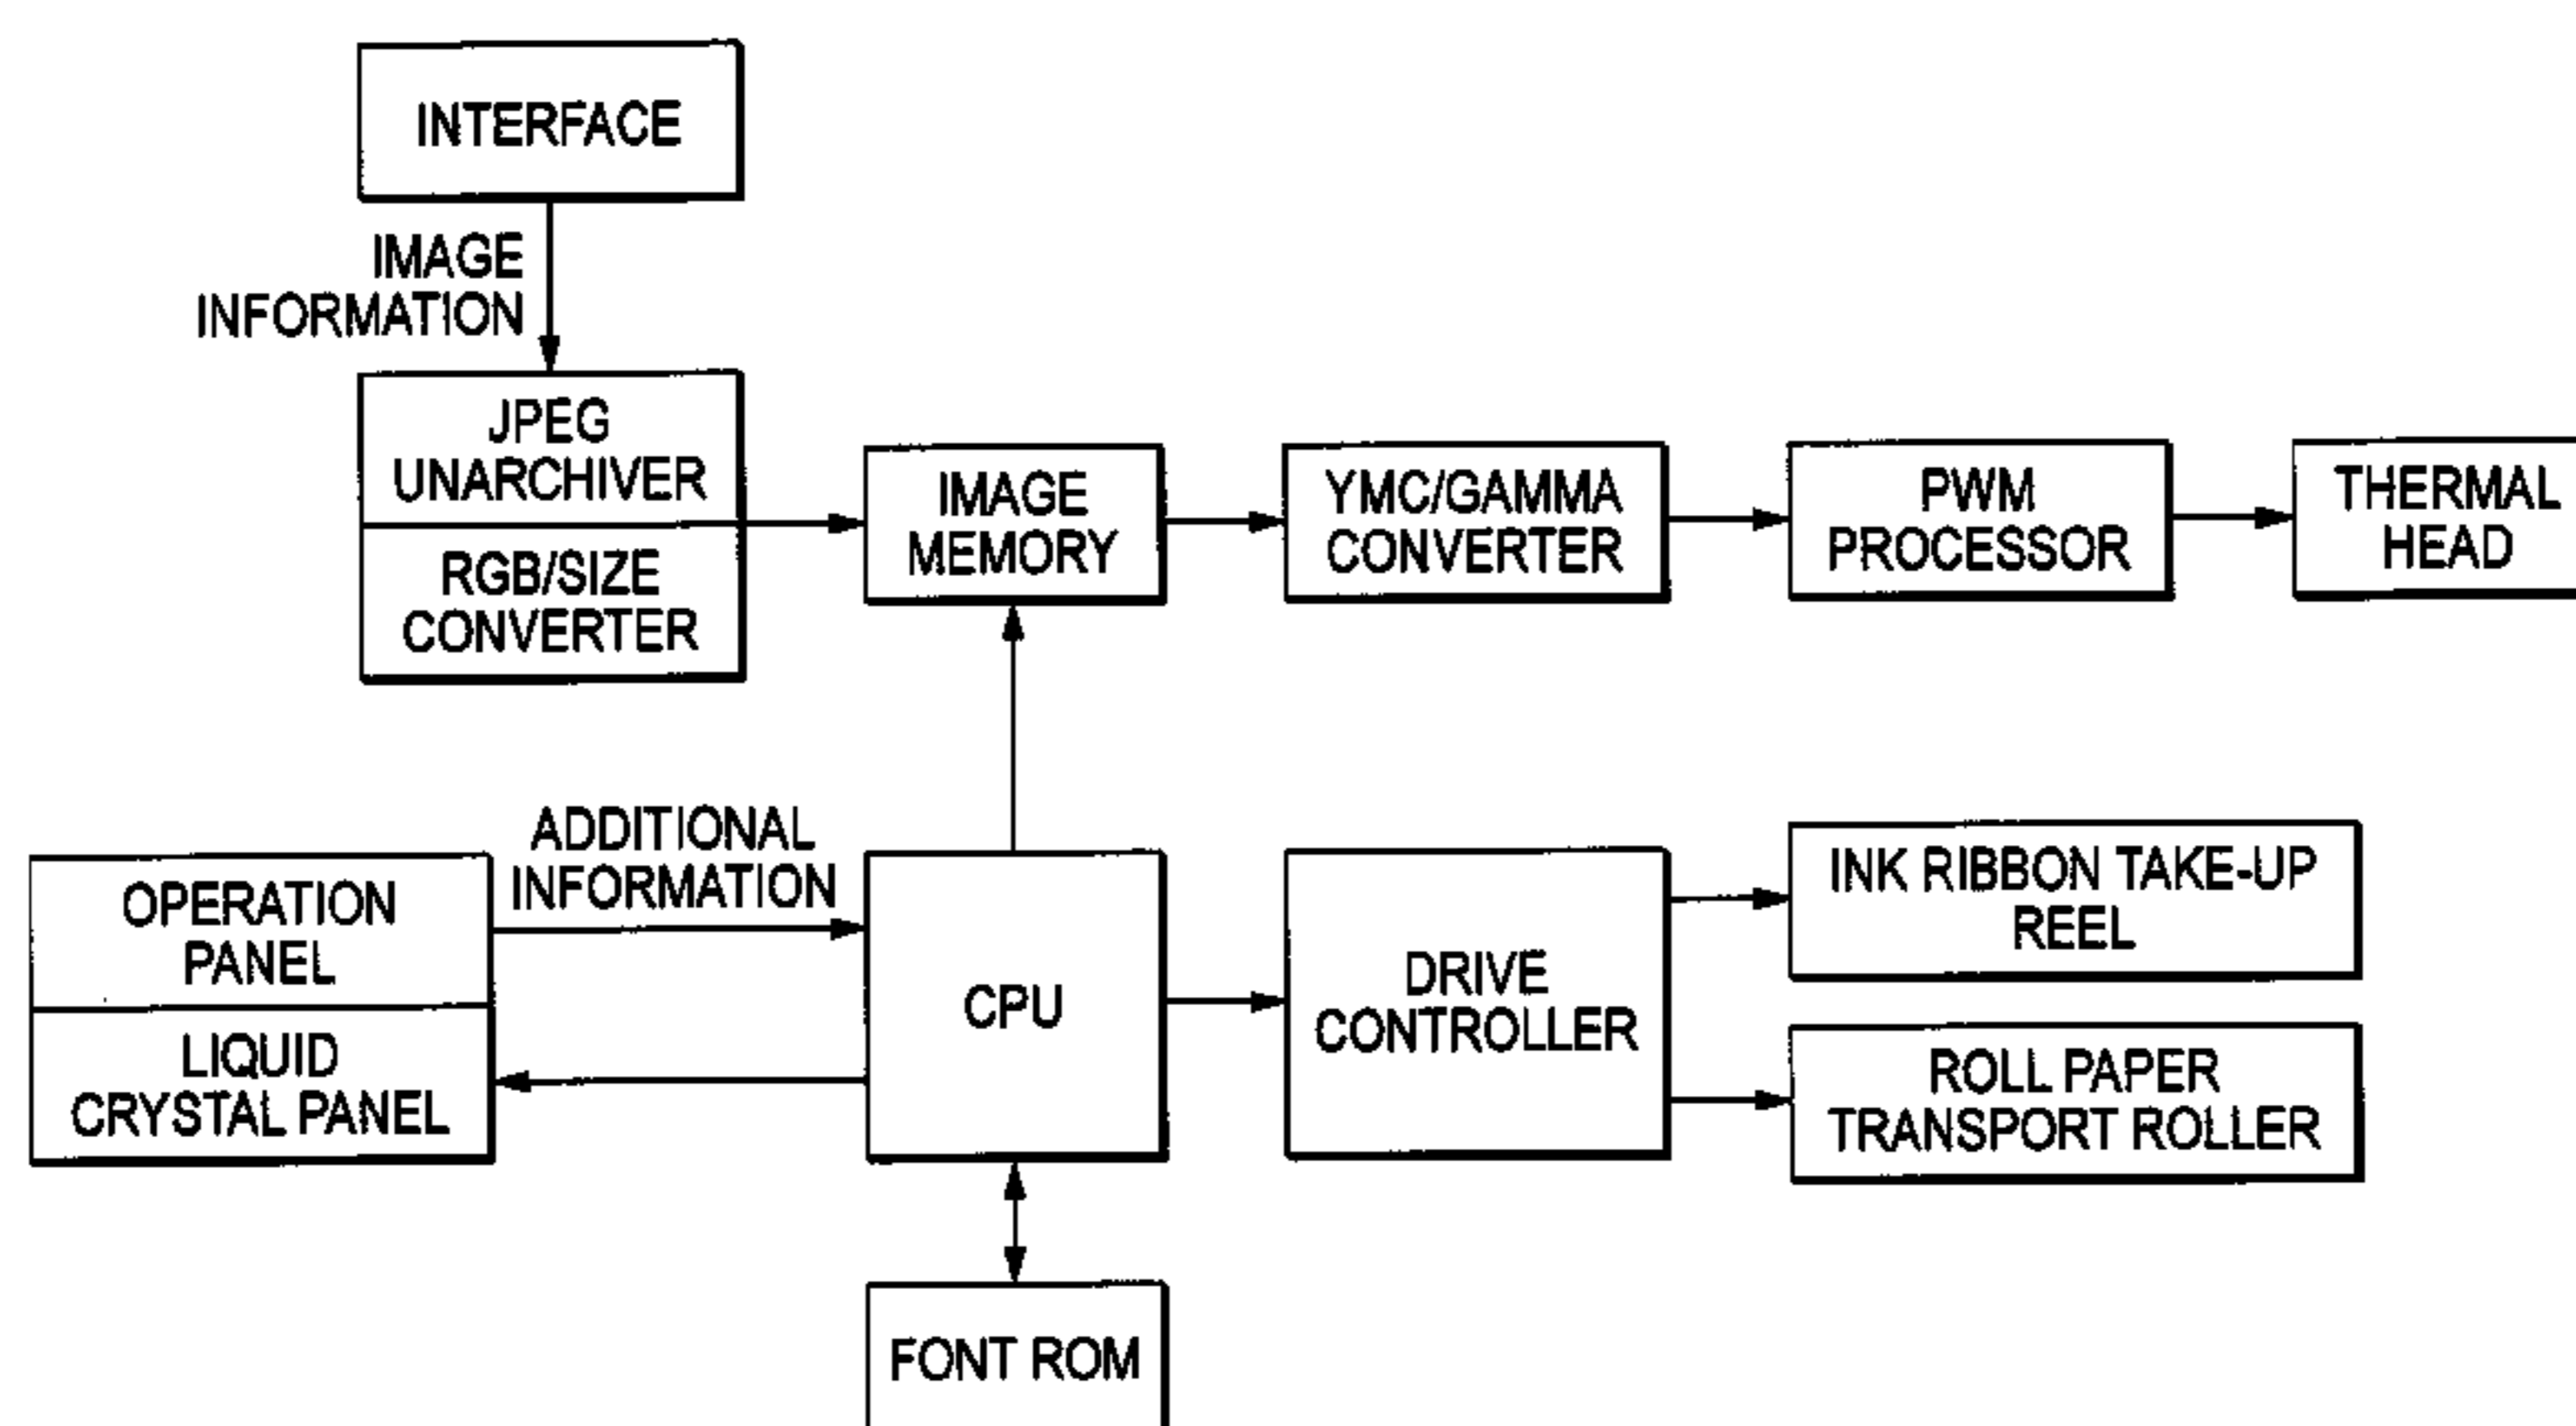 INTERFACE
IMAGE
INFORMATION
JPEG
UNARCHIVER
RGB/SIZE
CONVERTER
IMAGE
MEMORY
YMC/GAMMA
CONVERTER
PWM
PROCESSOR
THERMAL
HEAD
OPERATION
PANEL
LIQUID
CRYSTAL PANEL
ADDITIONAL
INFORMATION
CPU
DRIVE
CONTROLLER
INK RIBBON TAKE-UP
REEL
ROLL PAPER
TRANSPORT ROLLER
FONT ROM